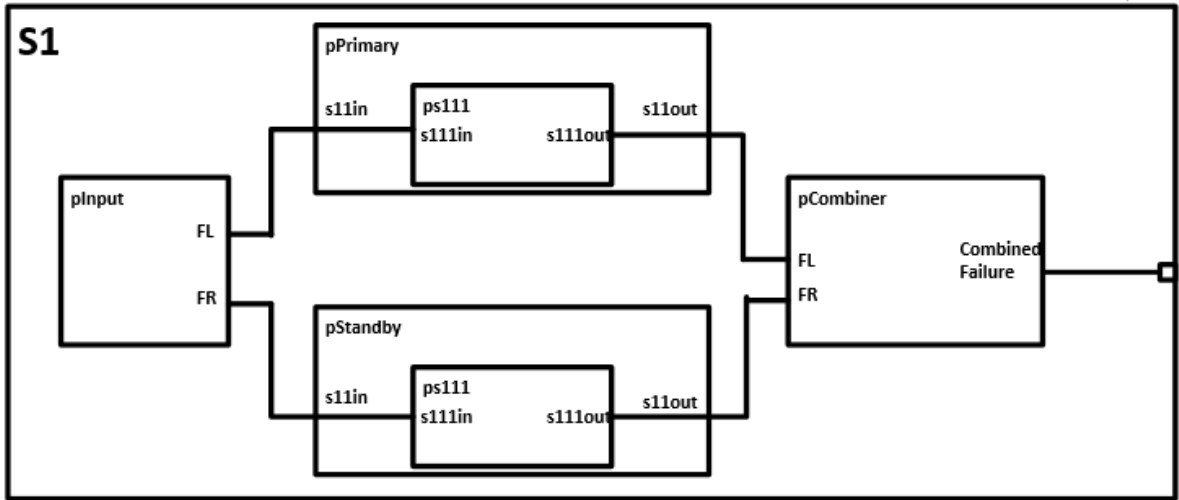 S1
pPrimary
s11in
ps111
s11out
s111in
s111out
pInput
FL
FR
pCombiner
Combined
Failure
FL
FR
pStandby
s11in
ps111
s11out
s111in
s111out